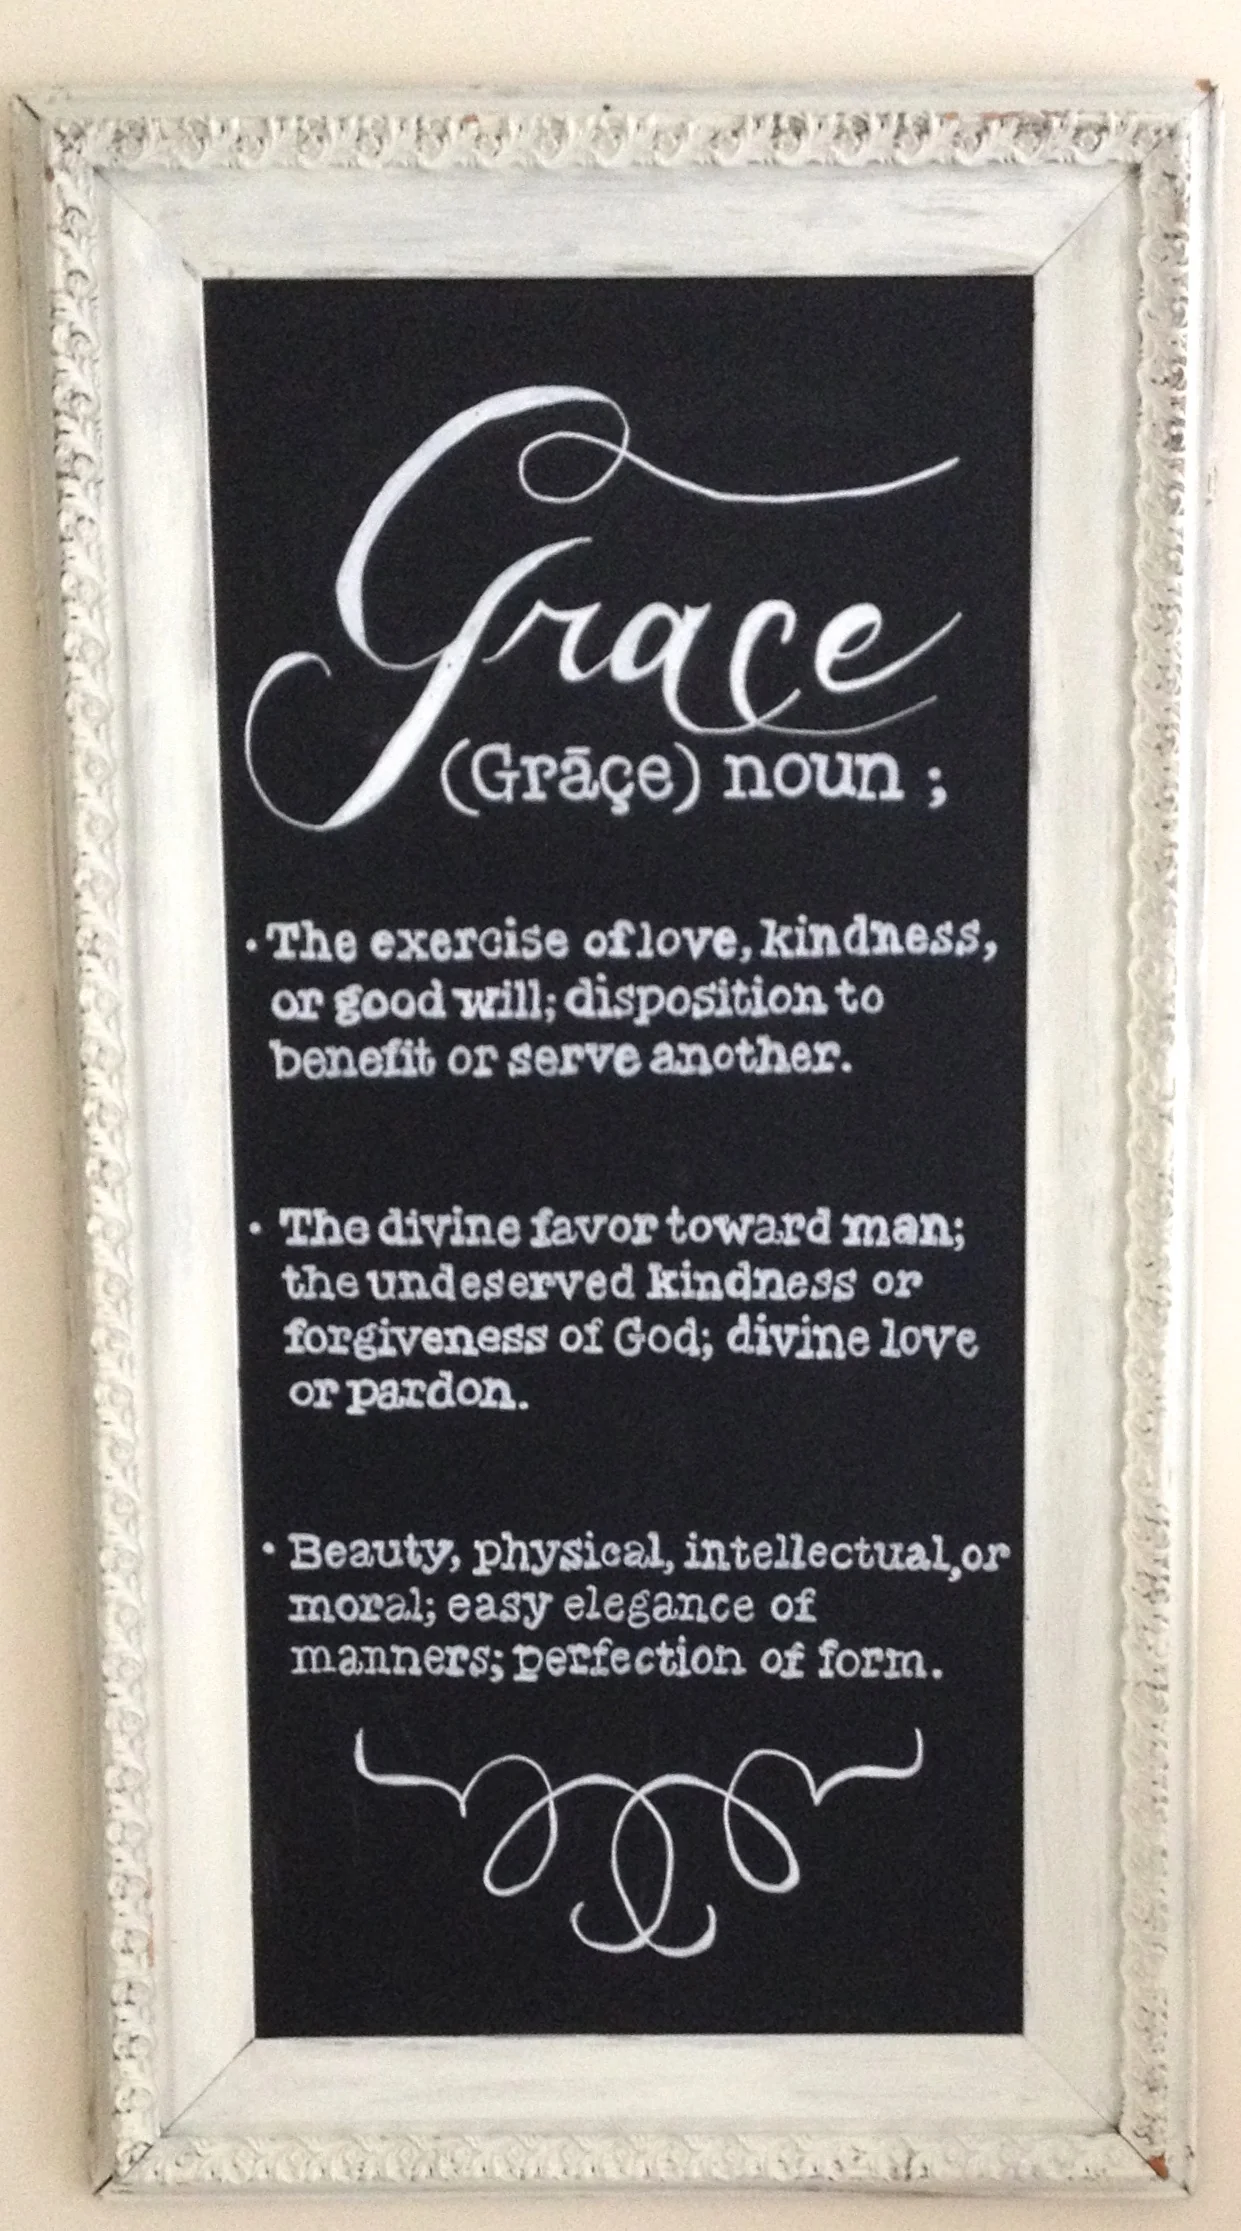 Grace
(Grāçe) noun ;
• The exercise of love, kindness,
or good will; disposition to
benefit or serve another.
• The divine favor toward man;
the undeserved kindness or
forgiveness of God; divine love
or pardon.
• Beauty, physical, intellectual, or
moral; easy elegance of
manners; perfection of form.